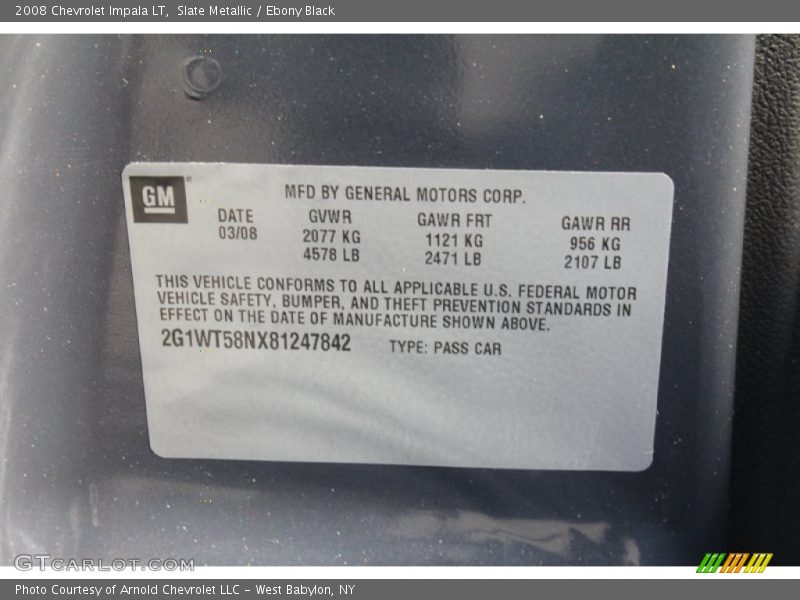 2008 Chevrolet Impala LT, Slate Metallic / Ebony Black
GM
MFD BY GENERAL MOTORS CORP.
DATE GVWR GAWR FRT GAWR RR
03/08 2077 KG 1121 KG 956 KG
4578 LB 2471 LB 2107 LB
THIS VEHICLE CONFORMS TO ALL APPLICABLE U.S. FEDERAL MOTOR
VEHICLE SAFETY, BUMPER, AND THEFT PREVENTION STANDARDS IN
EFFECT ON THE DATE OF MANUFACTURE SHOWN ABOVE.
2G1WT58NX81247842 TYPE: PASS CAR
GTCARLOT.COM
Photo Courtesy of Arnold Chevrolet LLC - West Babylon, NY